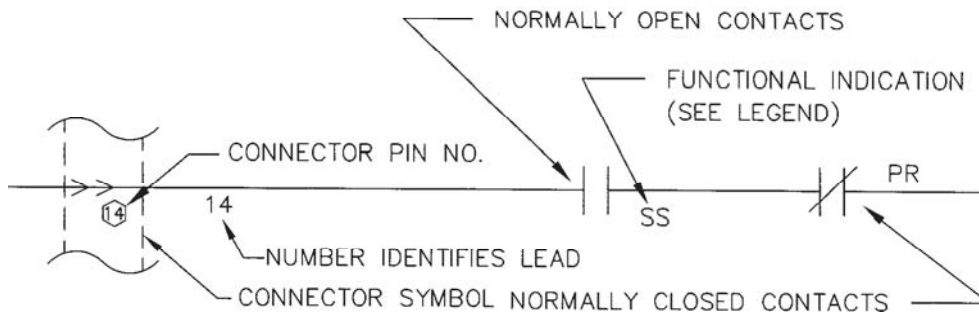 NORMALLY OPEN CONTACTS
FUNCTIONAL INDICATION
(SEE LEGEND)
CONNECTOR PIN NO.
PR
14
14
SS
NUMBER IDENTIFIES LEAD
CONNECTOR SYMBOL
NORMALLY CLOSED CONTACTS